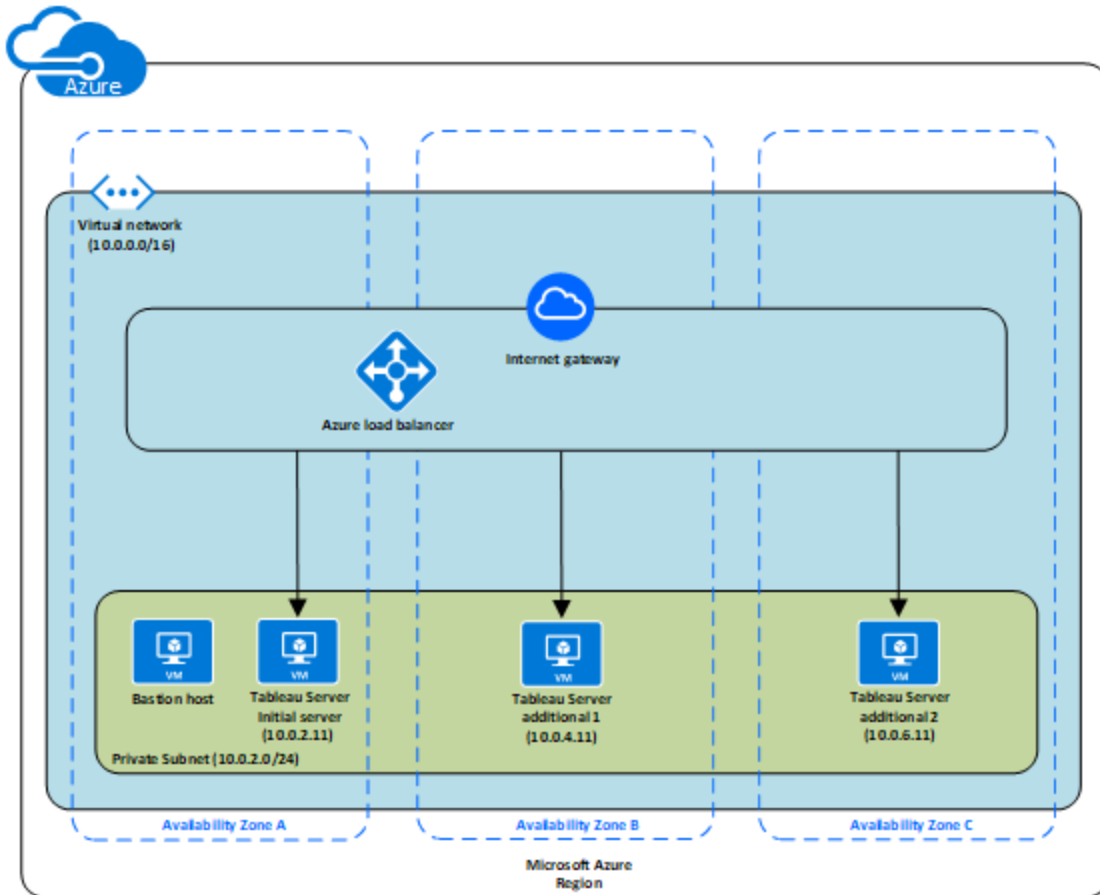 Azure
Virtual network
(10.0.0.0/16)
Internet gateway
Azure load balancer
VM
Bastion host
VM
Tableau Server
Initial server
(10.0.2.11)
VM
Tableau Server
additional 1
(10.0.4.11)
VM
Tableau Server
additional 2
(10.0.6.11)
Private Subnet (10.0.2.0/24)
Availability Zone A
Availability Zone B
Availability Zone C
Microsoft Azure
Region